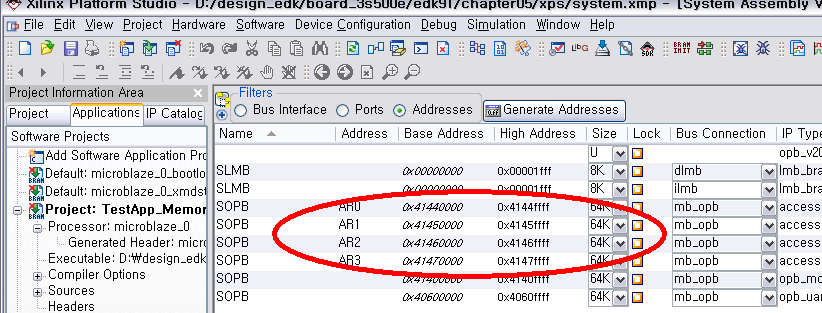 Xilinx Platform Studio - D:/design_edk/board_3s500e/edk91/chapter05/xps/system.xmp - [System Assembly V
File Edit View Project Hardware Software Device Configuration Debug Simulation Window Help
Project Information Area
Project Applications IP Catalog
Software Projects
Add Software Application Pro
Default: microblaze_0_bootlo
Default: microblaze_0_xmdst
Project: TestApp_Memor
Processor: microblaze_0
Generated Header: micro
Executable: D:₩design_edk
Compiler Options
Sources
Headers
Filters
Bus Interface Ports Addresses Generate Addresses
Name Address Base Address High Address Size Lock Bus Connection IP Type
U opb_v20
SLMB 0x00000000 0x00001fff 8K dlmb lmb_bra
SLMB 0x00000000 0x00001fff 8K ilmb lmb_bra
SOPB AR0 0x41440000 0x4144ffff 64K mb_opb access
SOPB AR1 0x41450000 0x4145ffff 64K mb_opb access
SOPB AR2 0x41460000 0x4146ffff 64K mb_opb access
SOPB AR3 0x41470000 0x4147ffff 64K mb_opb access
SOPB 0x41400000 0x4140ffff 64K mb_opb opb_mo
SOPB 0x40600000 0x4060ffff 64K mb_opb opb_uar